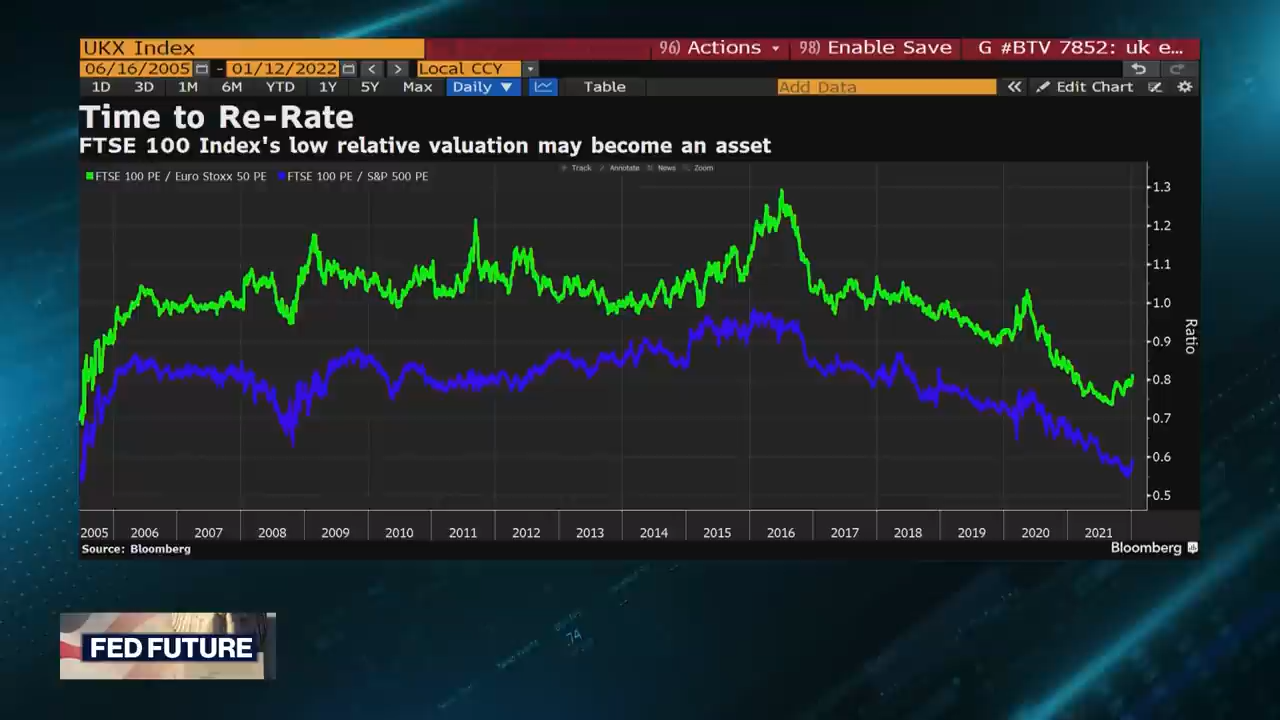 UKX Index 96) Actions 98) Enable Save G #BTV 7852: uk e...
06/16/2005 - 01/12/2022 Local CCY
1D 3D 1M 6M YTD 1Y 5Y Max Daily ▼ Table Add Data « Edit Chart
Time to Re-Rate
FTSE 100 Index's low relative valuation may become an asset
Track Annotate News Zoom
FTSE 100 PE / Euro Stoxx 50 PE FTSE 100 PE / S&P 500 PE
1.3
1.2
1.1
1.0
0.9
0.8
0.7
0.6
0.5
Ratio
2005 2006 2007 2008 2009 2010 2011 2012 2013 2014 2015 2016 2017 2018 2019 2020 2021
Source: Bloomberg Bloomberg
FED FUTURE
74